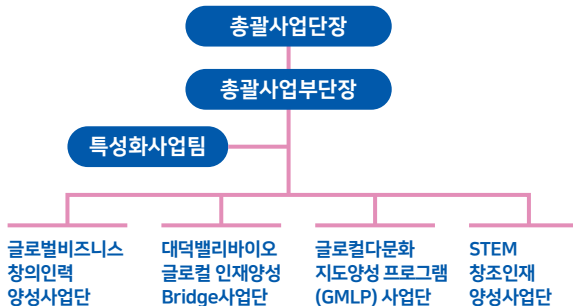 총괄사업단장
총괄사업부단장
특성화사업팀
글로벌비즈니스
창의인력
양성사업단
대덕밸리바이오
글로컬 인재양성
Bridge사업단
글로컬다문화
지도양성 프로그램
(GMLP) 사업단
STEM
창조인재
양성사업단